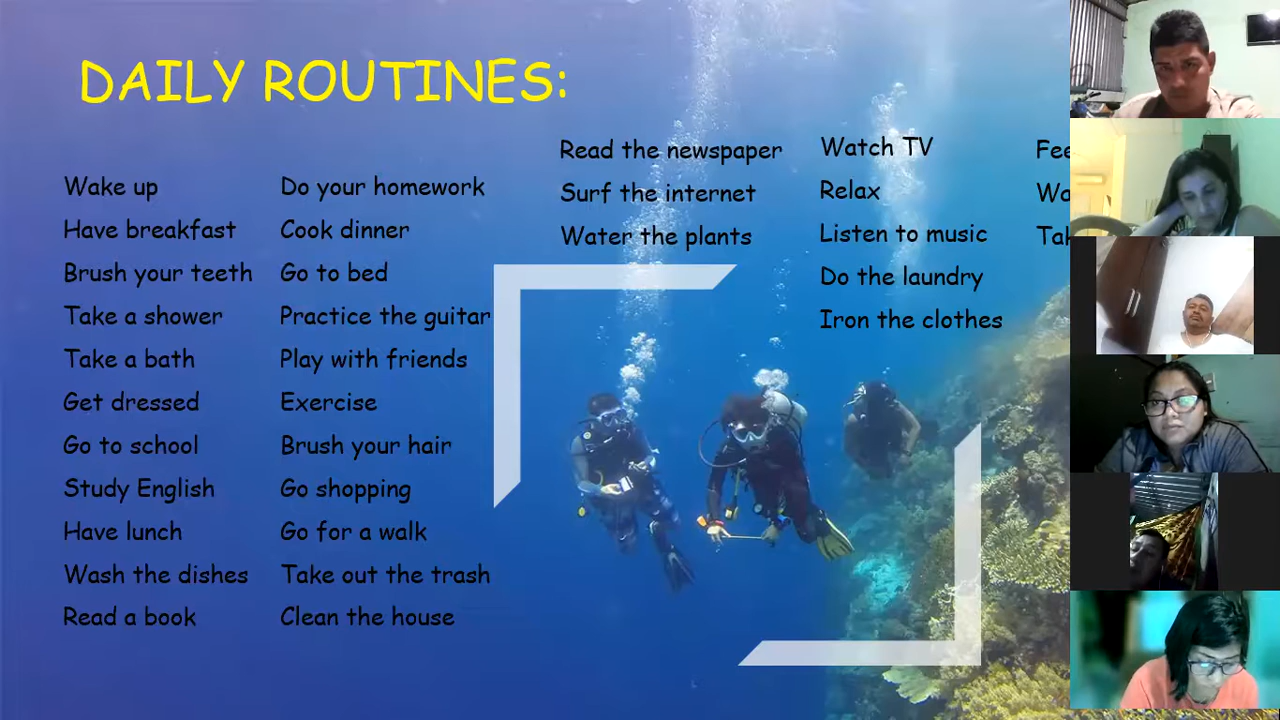 DAILY ROUTINES:
Wake up
Have breakfast
Brush your teeth
Take a shower
Take a bath
Get dressed
Go to school
Study English
Have lunch
Wash the dishes
Read a book
Do your homework
Cook dinner
Go to bed
Practice the guitar
Play with friends
Exercise
Brush your hair
Go shopping
Go for a walk
Take out the trash
Clean the house
Read the newspaper
Surf the internet
Water the plants
Watch TV
Relax
Listen to music
Do the laundry
Iron the clothes